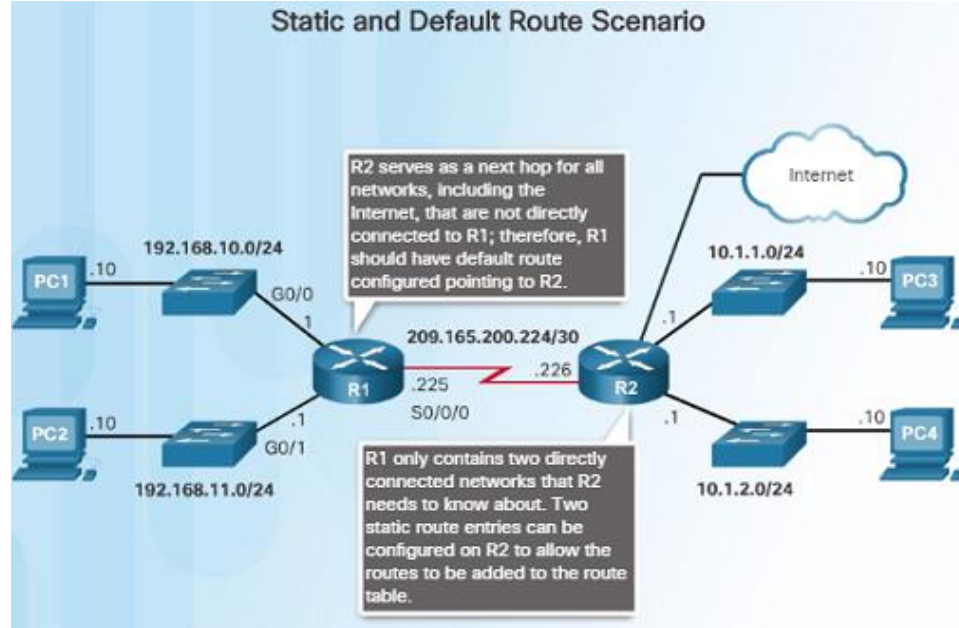 Static and Default Route Scenario
R2 serves as a next hop for all
networks, including the
Internet, that are not directly
connected to R1; therefore, R1
should have default route
configured pointing to R2.
Internet
192.168.10.0/24
10.1.1.0/24
PC1
.10
G0/0
1
.10
PC3
.1
209.165.200.224/30
R1
.225
S0/0/0
.226
R2
PC2
.10
.1
G0/1
.1
.10
PC4
192.168.11.0/24
10.1.2.0/24
R1 only contains two directly
connected networks that R2
needs to know about. Two
static route entries can be
configured on R2 to allow the
routes to be added to the route
table.